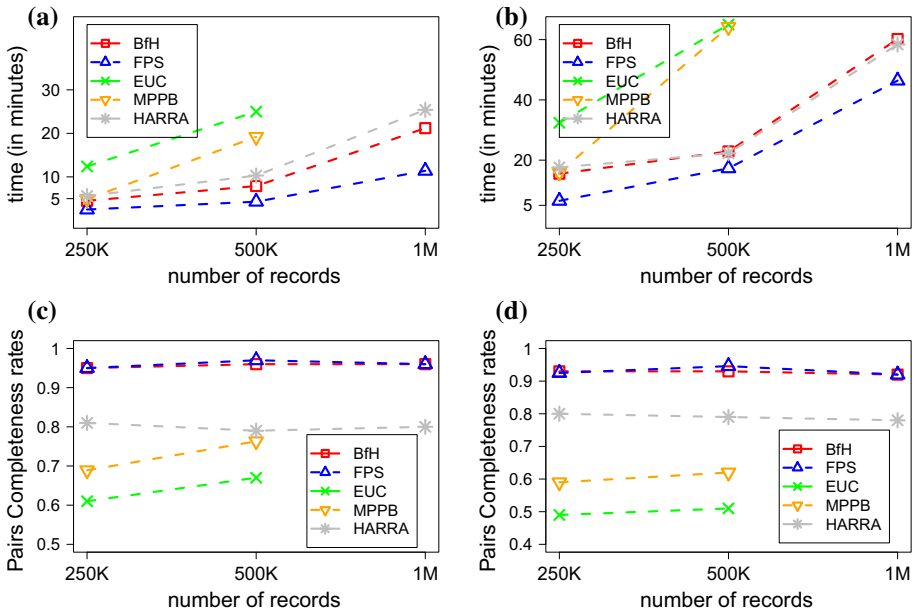 (a)
time (in minutes)
30
20
10
5
BfH
FPS
EUC
MPPB
HARRA
250K 500K 1M
number of records
(b)
time (in minutes)
60
40
20
5
BfH
FPS
EUC
MPPB
HARRA
250K 500K 1M
number of records
(c)
Pairs Completeness rates
1
0.9
0.8
0.7
0.6
0.5
BfH
FPS
EUC
MPPB
HARRA
250K 500K 1M
number of records
(d)
Pairs Completeness rates
1
0.9
0.8
0.7
0.6
0.5
0.4
BfH
FPS
EUC
MPPB
HARRA
250K 500K 1M
number of records